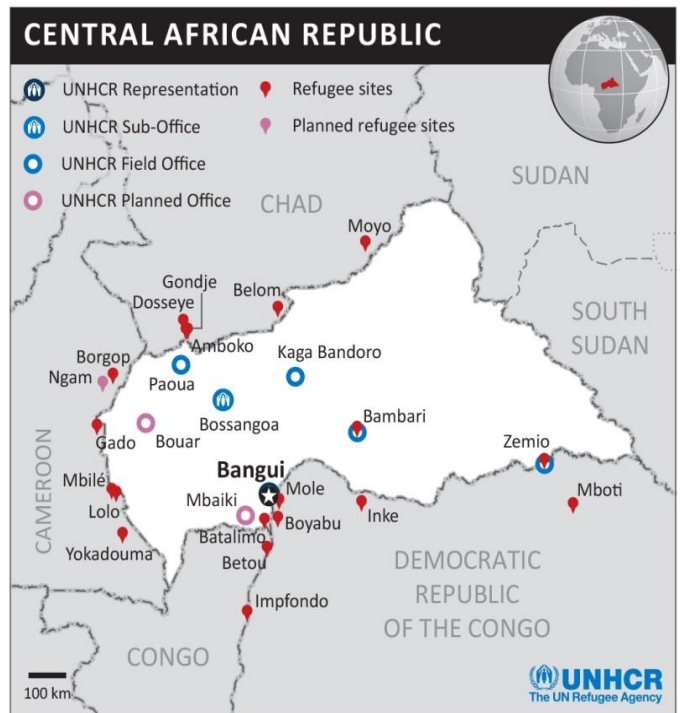 CENTRAL AFRICAN REPUBLIC
UNHCR Representation
Refugee sites
UNHCR Sub-Office
Planned refugee sites
UNHCR Field Office
UNHCR Planned Office
SUDAN
CHAD
Moyo
Gondje
Dosseye
Belom
SOUTH
SUDAN
Amboko
Kaga Bandoro
Borgop
Ngam
Paoua
Bossangoa
Bambari
Gado
Bouar
Zemio
CAMEROON
Bangui
Mbilé
Mole
Mboti
Lolo
Mbaiki
Inke
Boyabu
Batalimo
Yokadouma
Betou
DEMOCRATIC
REPUBLIC
OF THE CONGO
Impfondo
CONGO
100 km
UNHCR
The UN Refugee Agency